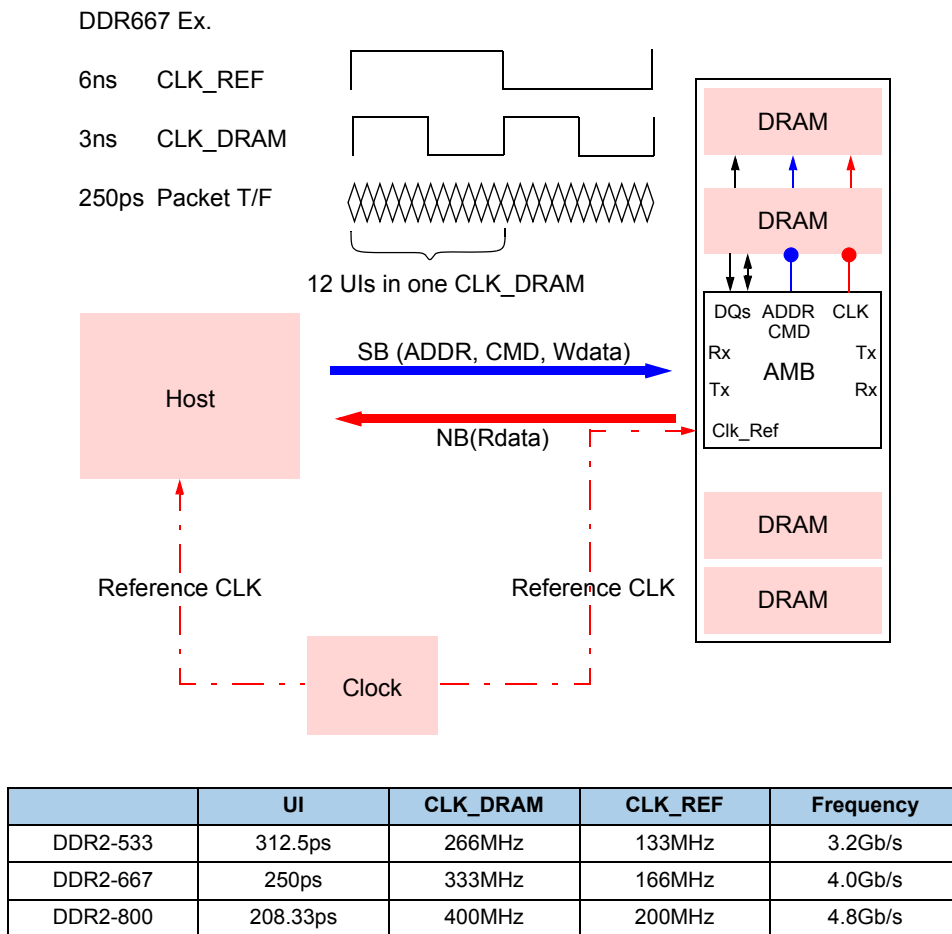 DDR667 Ex.
6ns CLK_REF
3ns CLK_DRAM
250ps Packet T/F
12 UIs in one CLK_DRAM
DRAM
DRAM
DQs ADDR CLK
CMD
Rx Tx
AMB
Tx Rx
Clk_Ref
Host
SB (ADDR, CMD, Wdata)
NB(Rdata)
DRAM
DRAM
Reference CLK
Reference CLK
Clock
UI CLK_DRAM CLK_REF Frequency
DDR2-533 312.5ps 266MHz 133MHz 3.2Gb/s
DDR2-667 250ps 333MHz 166MHz 4.0Gb/s
DDR2-800 208.33ps 400MHz 200MHz 4.8Gb/s